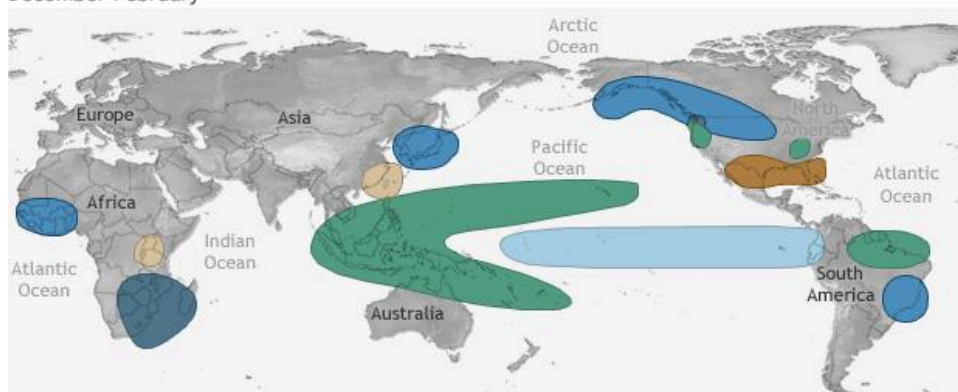 December-February
Arctic
Ocean
Europe
Asia
North
America
Pacific
Ocean
Africa
Atlantic
Ocean
Indian
Ocean
Atlantic
Ocean
South
America
Australia